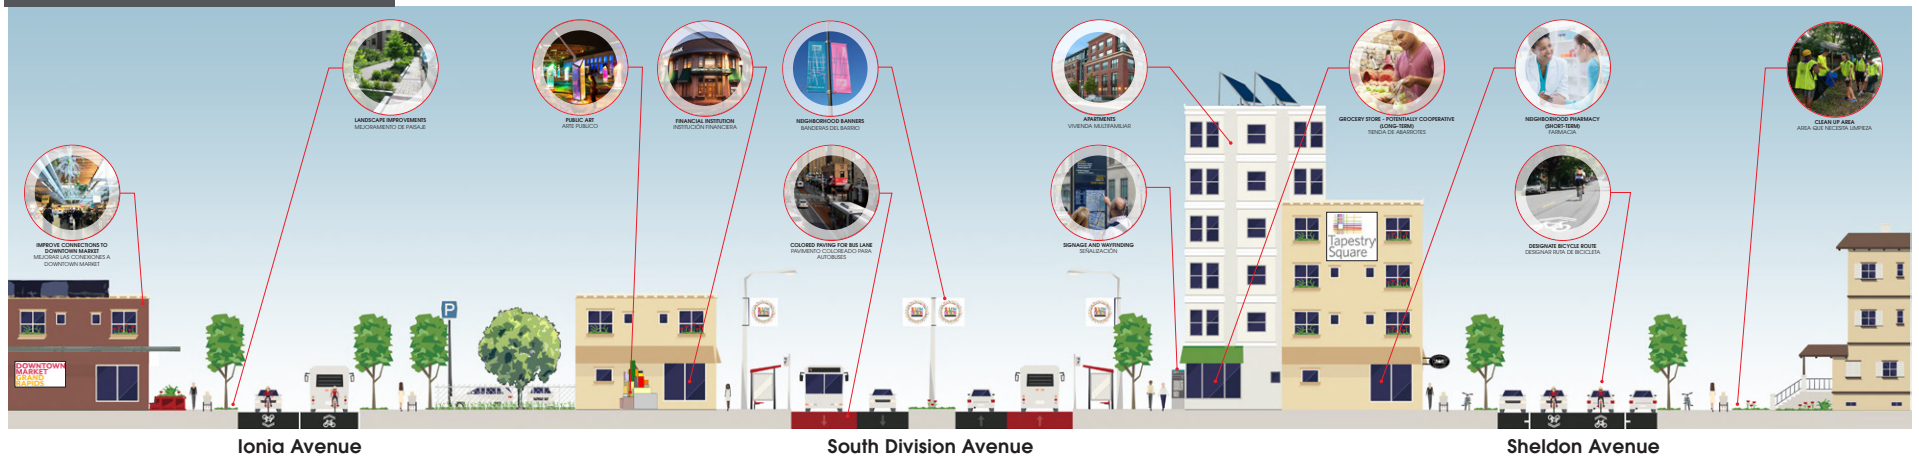 LANDSCAPE IMPROVEMENTS
MEJORAMIENTO DE PAISAJE
PUBLIC ART
ARTE PUBLICO
FINANCIAL INSTITUTION
INSTITUCIÓN FINANCIERA
NEIGHBORHOOD BANNERS
BANDERAS DEL BARRIO
APARTMENTS
VIVIENDA MULTIFAMILIAR
GROCERY STORE - POTENTIALLY COOPERATIVE
(LONG-TERM)
TIENDA DE ABARROTES
NEIGHBORHOOD PHARMACY
(SHORT-TERM)
FARMACIA
CLEAN UP AREA
AREA QUE NECESITA LIMPIEZA
IMPROVE CONNECTIONS TO
DOWNTOWN MARKET
MEJORAR LAS CONEXIONES A
DOWNTOWN MARKET
COLORED PAVING FOR BUS LANE
PAVIMENTO COLOREADO PARA
AUTOBUSES
SIGNAGE AND WAYFINDING
SEÑALIZACIÓN
DESIGNATE BICYCLE ROUTE
DESIGNAR RUTA DE BICICLETA
Tapestry
Square
P
DOWNTOWN
MARKET
GRAND
RAPIDS
Ionia Avenue
South Division Avenue
Sheldon Avenue